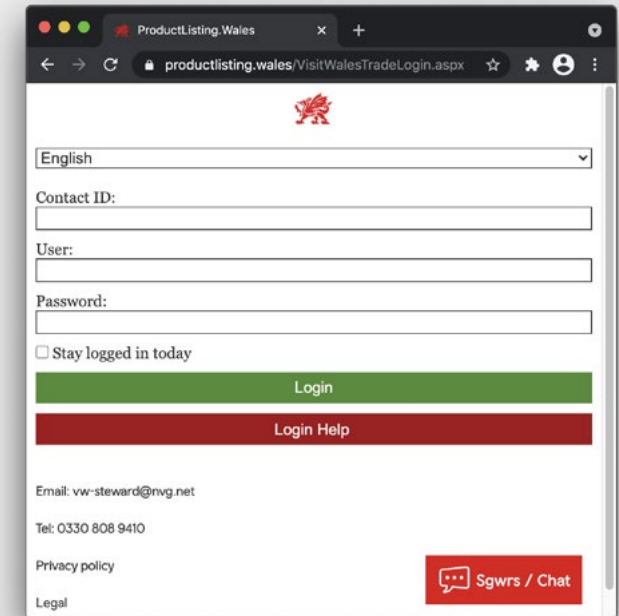 ProductListing.Wales
productlisting.wales/VisitWalesTradeLogin.aspx
English
Contact ID:
User:
Password:
Stay logged in today
Login
Login Help
Email: vw-steward@nvg.net
Tel: 0330 808 9410
Privacy policy
Sgwrs / Chat
Legal